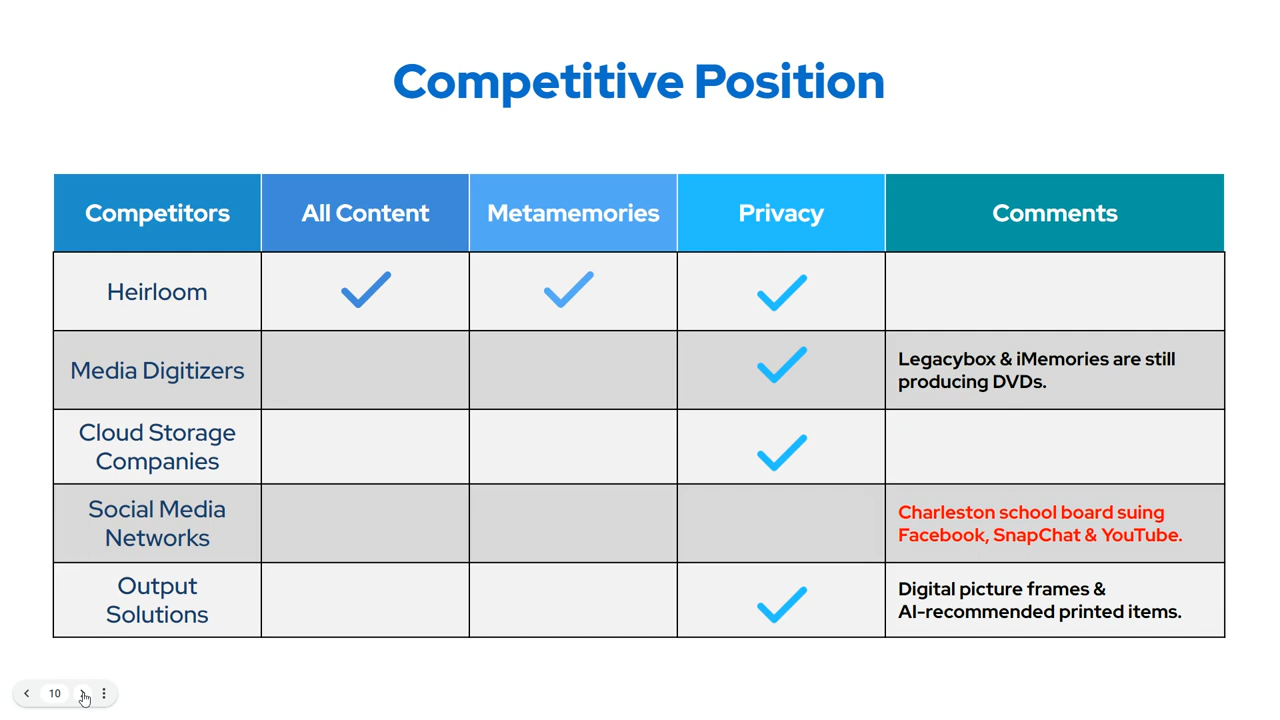 Competitive Position
Competitors
All Content
Metamemories
Privacy
Comments
Heirloom
Media Digitizers
Legacybox & iMemories are still
producing DVDs.
Cloud Storage
Companies
Social Media
Networks
Charleston school board suing
Facebook, SnapChat & YouTube.
Output
Solutions
Digital picture frames &
AI-recommended printed items.
10